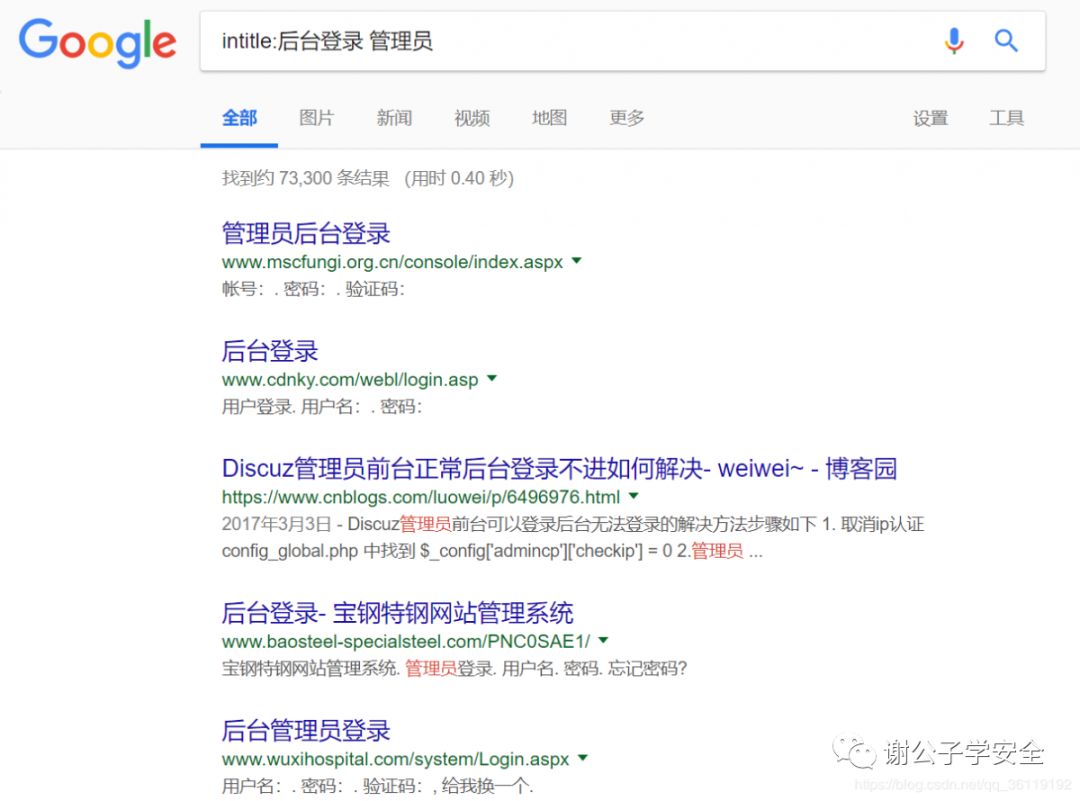 Google
intitle:后台登录 管理员
全部 图片 新闻 视频 地图 更多 设置 工具
找到约 73,300 条结果 (用时 0.40 秒)
管理员后台登录
www.mscfungi.org.cn/console/index.aspx
帐号: . 密码: . 验证码:
后台登录
www.cdnky.com/webl/login.asp
用户登录. 用户名: . 密码:
Discuz管理员前台正常后台登录不进如何解决- weiwei~ - 博客园
https://www.cnblogs.com/luowei/p/6496976.html
2017年3月3日 - Discuz管理员前台可以登录后台无法登录的解决方法步骤如下 1. 取消ip认证
config_global.php 中找到 $_config['admincp']['checkip'] = 0 2.管理员 ...
后台登录- 宝钢特钢网站管理系统
www.baosteel-specialsteel.com/PNC0SAE1/
宝钢特钢网站管理系统. 管理员登录. 用户名. 密码. 忘记密码?
后台管理员登录
www.wuxihospital.com/system/Login.aspx
用户名: . 密码: . 验证码: , 给我换一个.
谢公子学安全
https://blog.csdn.net/qq_36119192